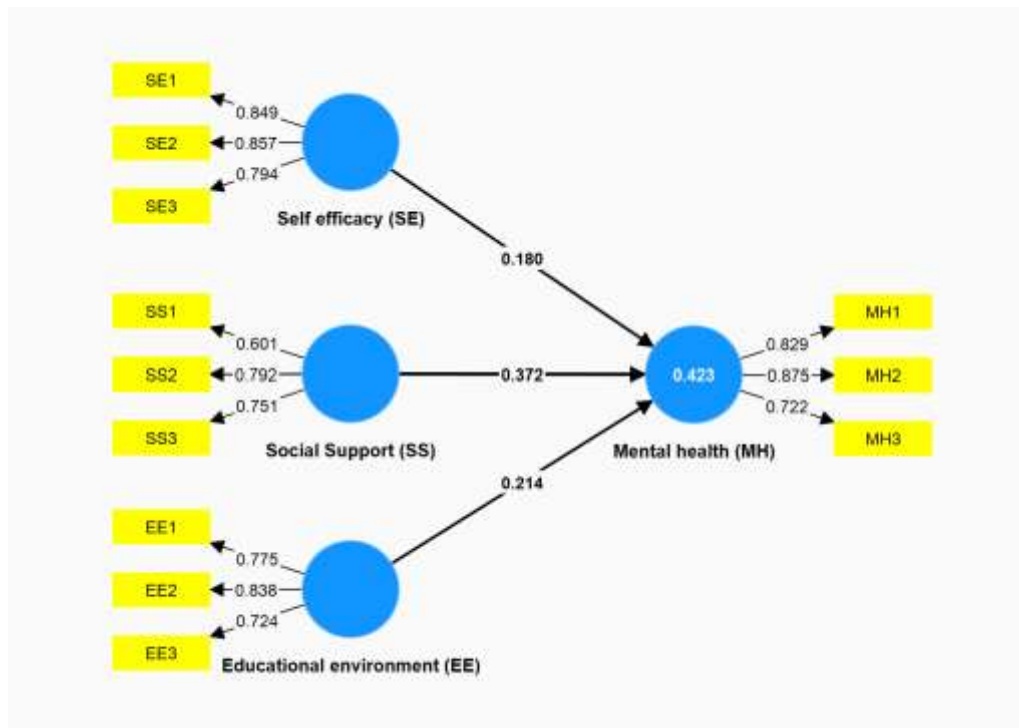 SE1
0.849
SE2
0.857
0.794
SE3
Self efficacy (SE)
0.180
SS1
0.601
SS2
0.792
0.751
SS3
Social Support (SS)
0.372
0.423
MH1
0.829
0.875
MH2
0.722
MH3
Mental health (MH)
0.214
EE1
0.775
EE2
0.838
0.724
EE3
Educational environment (EE)